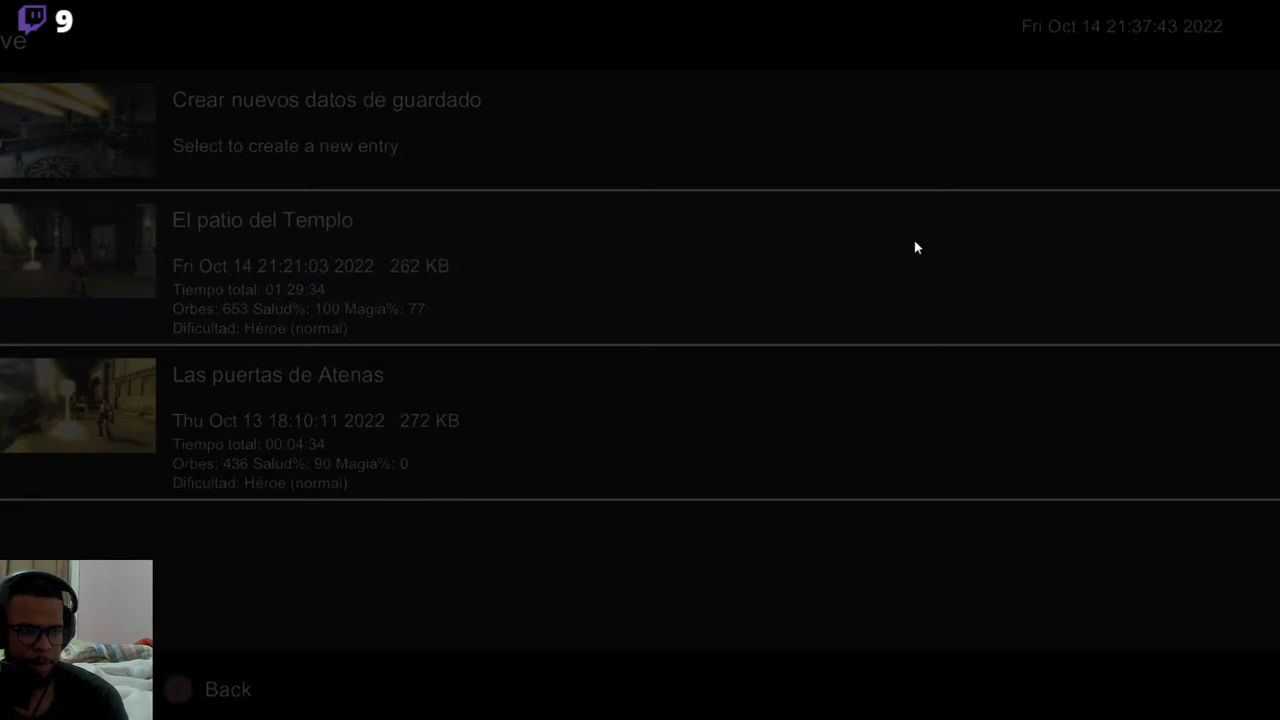 9
ve
Fri Oct 14 21:37:43 2022
Crear nuevos datos de guardado
Select to create a new entry
El patio del Templo
Fri Oct 14 21:21:03 2022 262 KB
Tiempo total: 01:29:34
Orbes: 653 Salud%: 100 Magia%: 77
Dificultad: Héroe (normal)
Las puertas de Atenas
Thu Oct 13 18:10:11 2022 272 KB
Tiempo total: 00:04:34
Orbes: 436 Salud%: 90 Magia%: 0
Dificultad: Héroe (normal)
Back